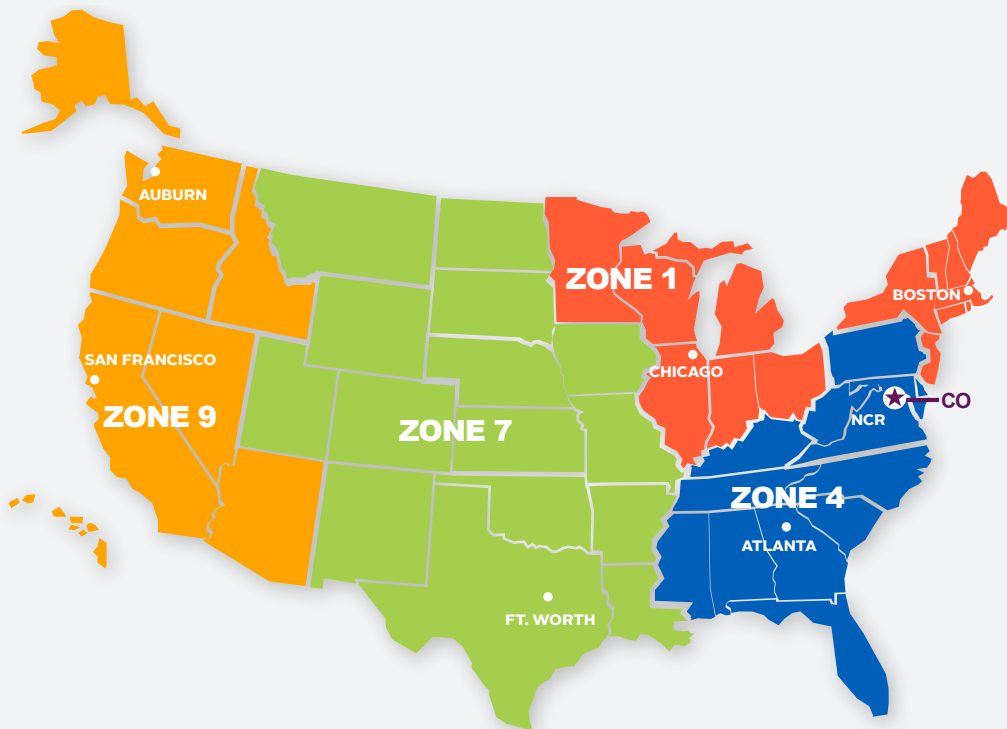 AUBURN
ZONE 1
BOSTON
SAN FRANCISCO
CHICAGO
CO
ZONE 9
NCR
ZONE 7
ZONE 4
ATLANTA
FT. WORTH